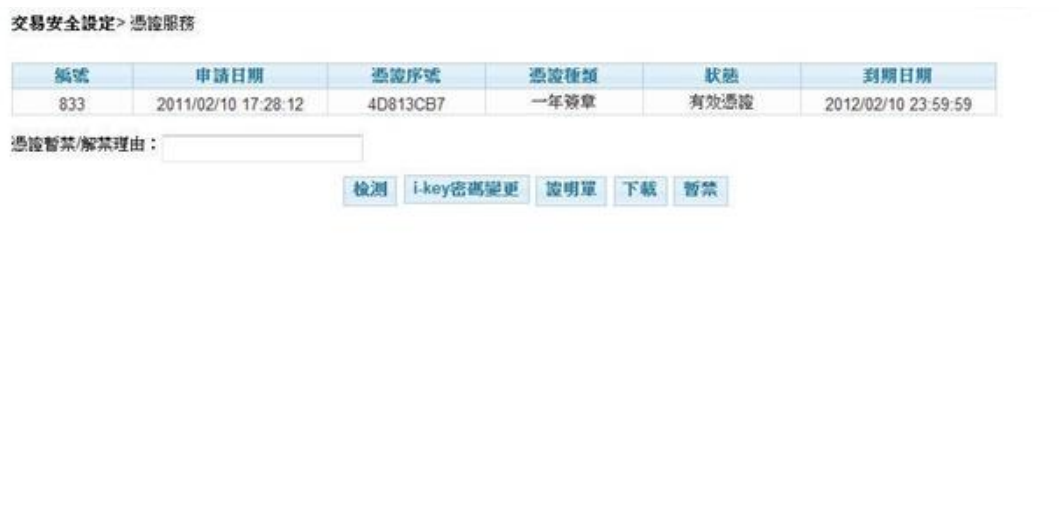 交易安全設定> 憑證服務
編號 申請日期 憑證序號 憑證種類 狀態 到期日期
833 2011/02/10 17:28:12 4D813CB7 一年簽章 有效憑證 2012/02/10 23:59:59
憑證暫禁/解禁理由：
檢測 i-key密碼變更 證明單 下載 暫禁